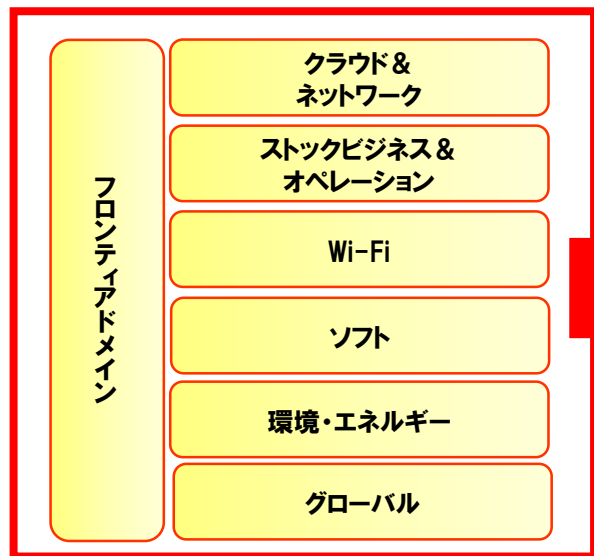 フロンティアドメイン
クラウド＆
ネットワーク
ストックビジネス＆
オペレーション
Wi-Fi
ソフト
環境・エネルギー
グローバル